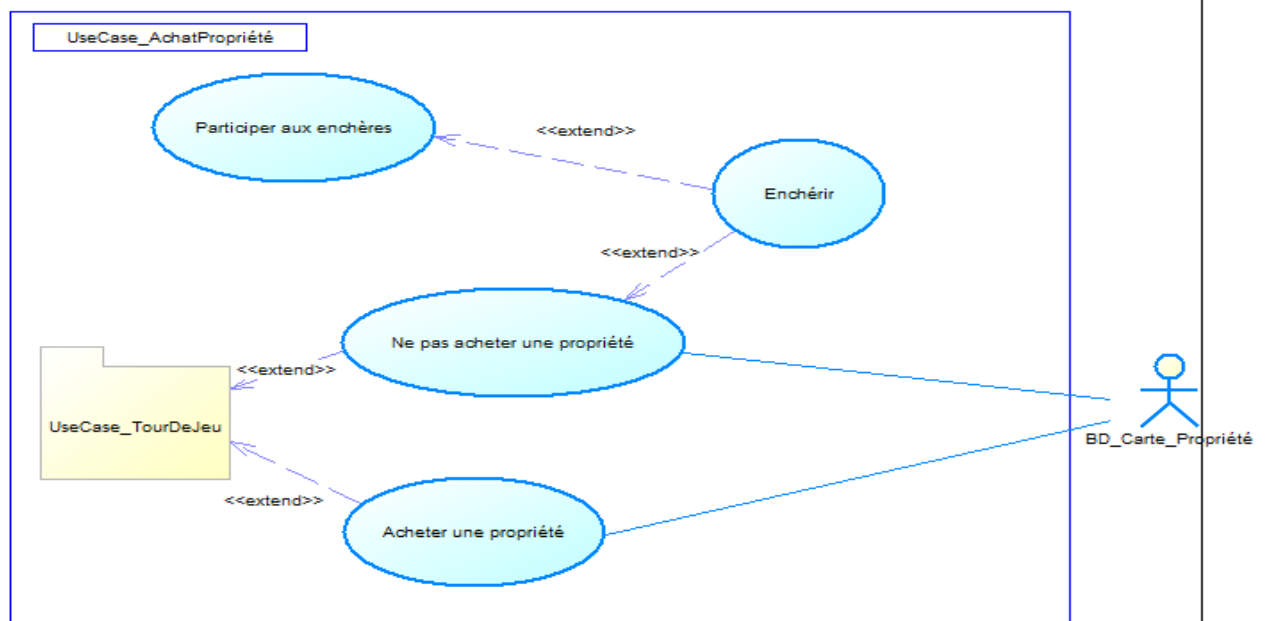 UseCase_AchatPropriété
Participer aux enchères
<<extend>>
Enchérir
<<extend>>
Ne pas acheter une propriété
<<extend>>
UseCase_TourDeJeu
BD_Carte_Propriété
<<extend>>
Acheter une propriété